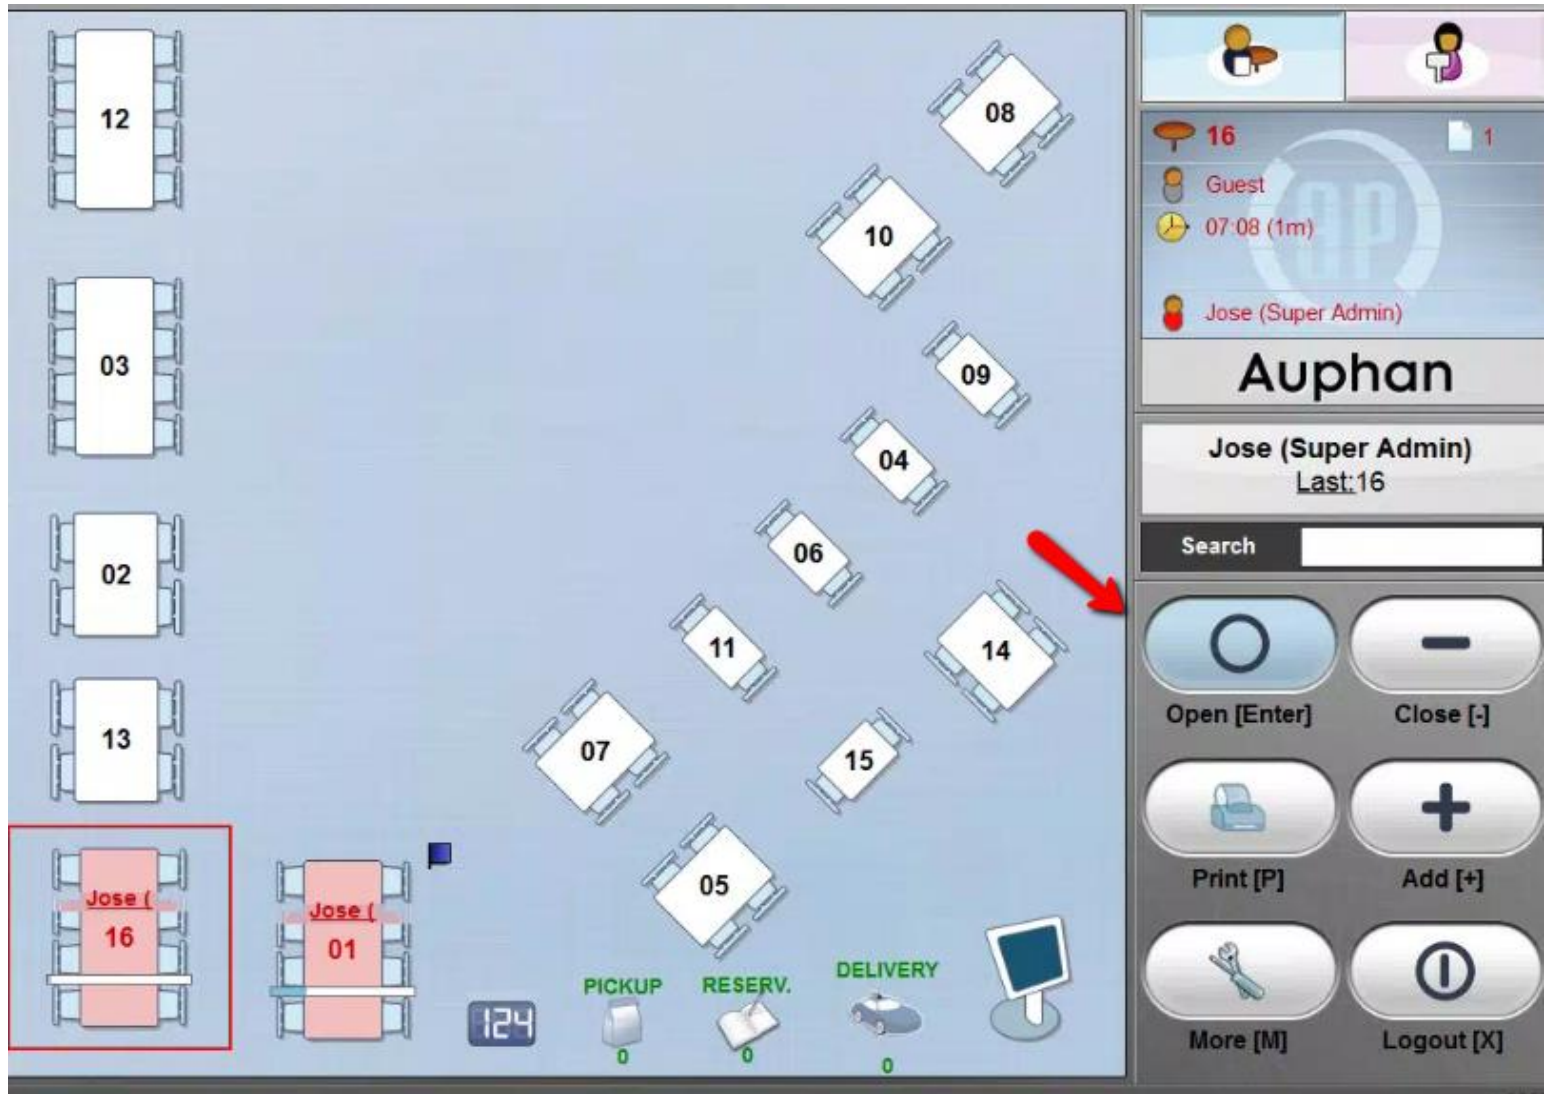 12
03
02
13
Jose (
16
Jose (
01
08
10
09
04
06
11
14
07
15
05
124
PICKUP
0
RESERV.
0
DELIVERY
0
16
1
Guest
07:08 (1m)
AP
Jose (Super Admin)
Auphan
Jose (Super Admin)
Last:16
Search
Open [Enter]
Close [-]
Print [P]
Add [+]
More [M]
Logout [X]